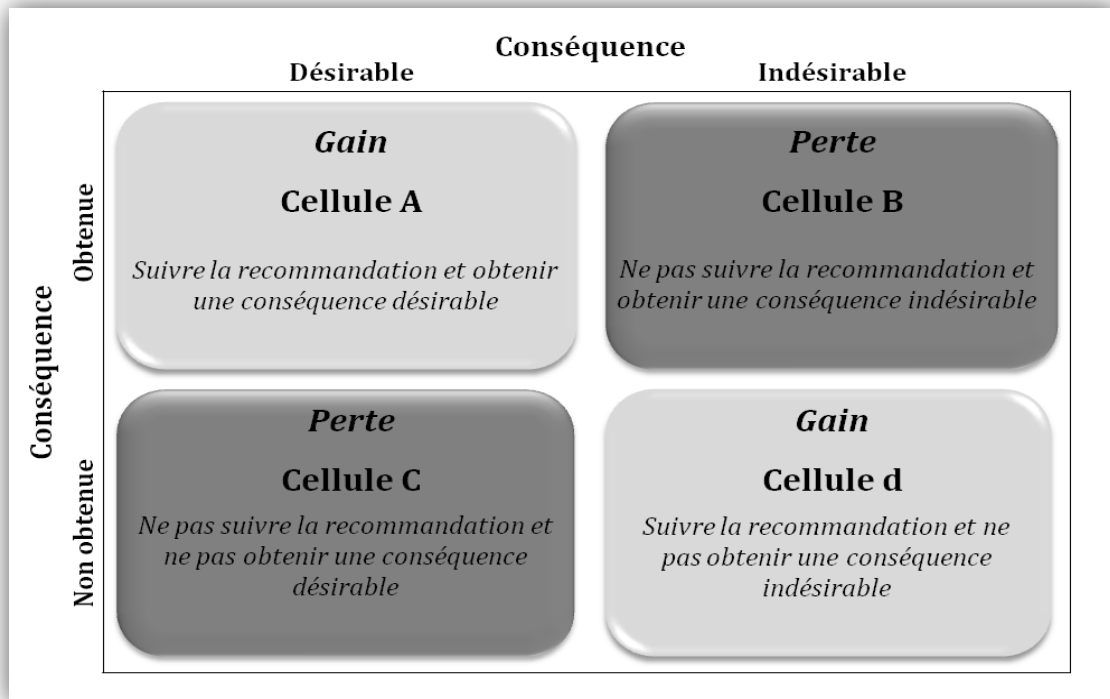 Conséquence
Désirable
Indésirable
Conséquence
Obtenue
Gain
Cellule A
Suivre la recommandation et obtenir
une conséquence désirable
Perte
Cellule B
Ne pas suivre la recommandation et
obtenir une conséquence indésirable
Non obtenue
Perte
Cellule C
Ne pas suivre la recommandation et
ne pas obtenir une conséquence
désirable
Gain
Cellule d
Suivre la recommandation et ne
pas obtenir une conséquence
indésirable